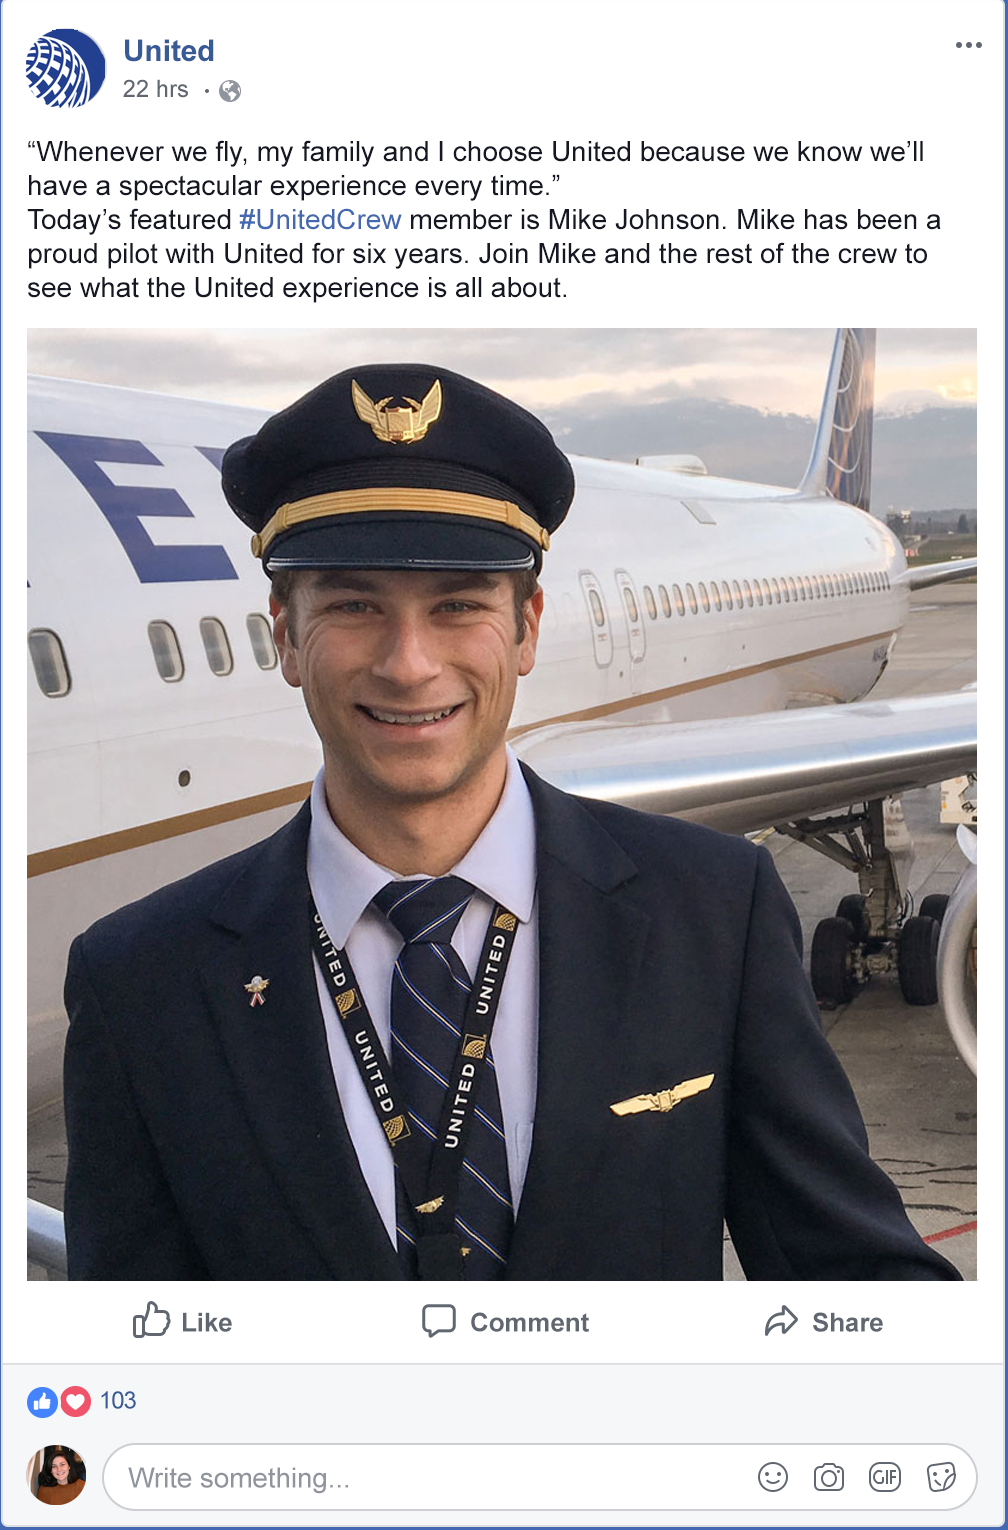 United
22 hrs
“Whenever we fly, my family and I choose United because we know we’ll
have a spectacular experience every time.”
Today’s featured #UnitedCrew member is Mike Johnson. Mike has been a
proud pilot with United for six years. Join Mike and the rest of the crew to
see what the United experience is all about.
E
UNITED
UNITED
UNITED
UNITED
Like
Comment
Share
103
Write something...
GIF